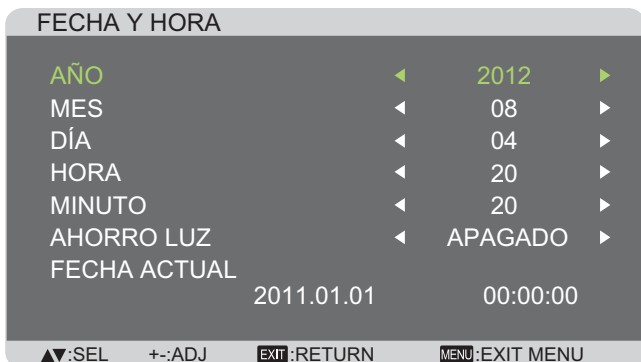 FECHA Y HORA
AÑO 2012
MES 08
DÍA 04
HORA 20
MINUTO 20
AHORRO LUZ APAGADO
FECHA ACTUAL
2011.01.01 00:00:00
▲▼:SEL +-:ADJ EXIT:RETURN MENU:EXIT MENU